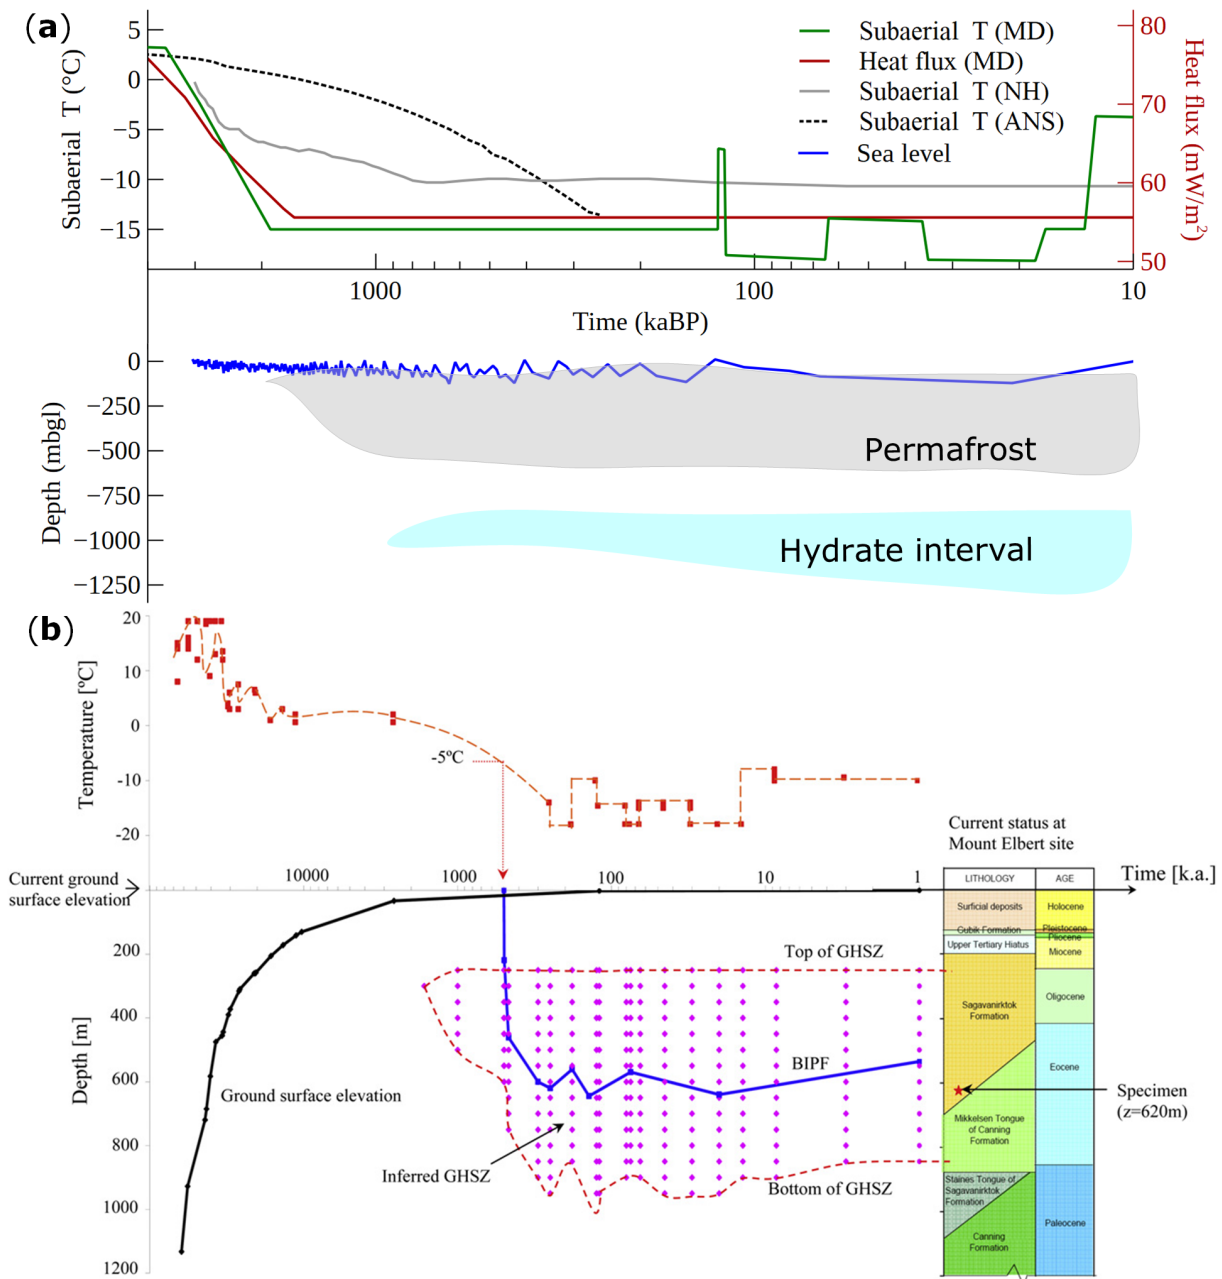 (a)
5
0
−5
−10
−15
Subaerial T (°C)
Subaerial T (MD)
Heat flux (MD)
Subaerial T (NH)
Subaerial T (ANS)
Sea level
80
70
60
50
Heat flux (mW/m²)
1000
100
10
Time (kaBP)
0
−250
−500
−750
−1000
−1250
Depth (mbgl)
Permafrost
Hydrate interval
(b)
20
10
0
-10
-20
Temperature [ºC]
-5ºC
Current status at
Mount Elbert site
Current ground
surface elevation
10000
1000
100
10
1
Time [k.a.]
LITHOLOGY
AGE
200
400
600
800
1000
1200
Depth [m]
Top of GHSZ
BIPF
Ground surface elevation
Inferred GHSZ
Bottom of GHSZ
Surficial deposits
Gubik Formation
Upper Tertiary Hiatus
Sagavanirktok
Formation
Mikkelsen Tongue
of Canning
Formation
Staines Tongue of
Sagavanirktok
Formation
Canning
Formation
Holocene
Pleistocene
Pliocene
Miocene
Oligocene
Eocene
Paleocene
Specimen
(z=620m)